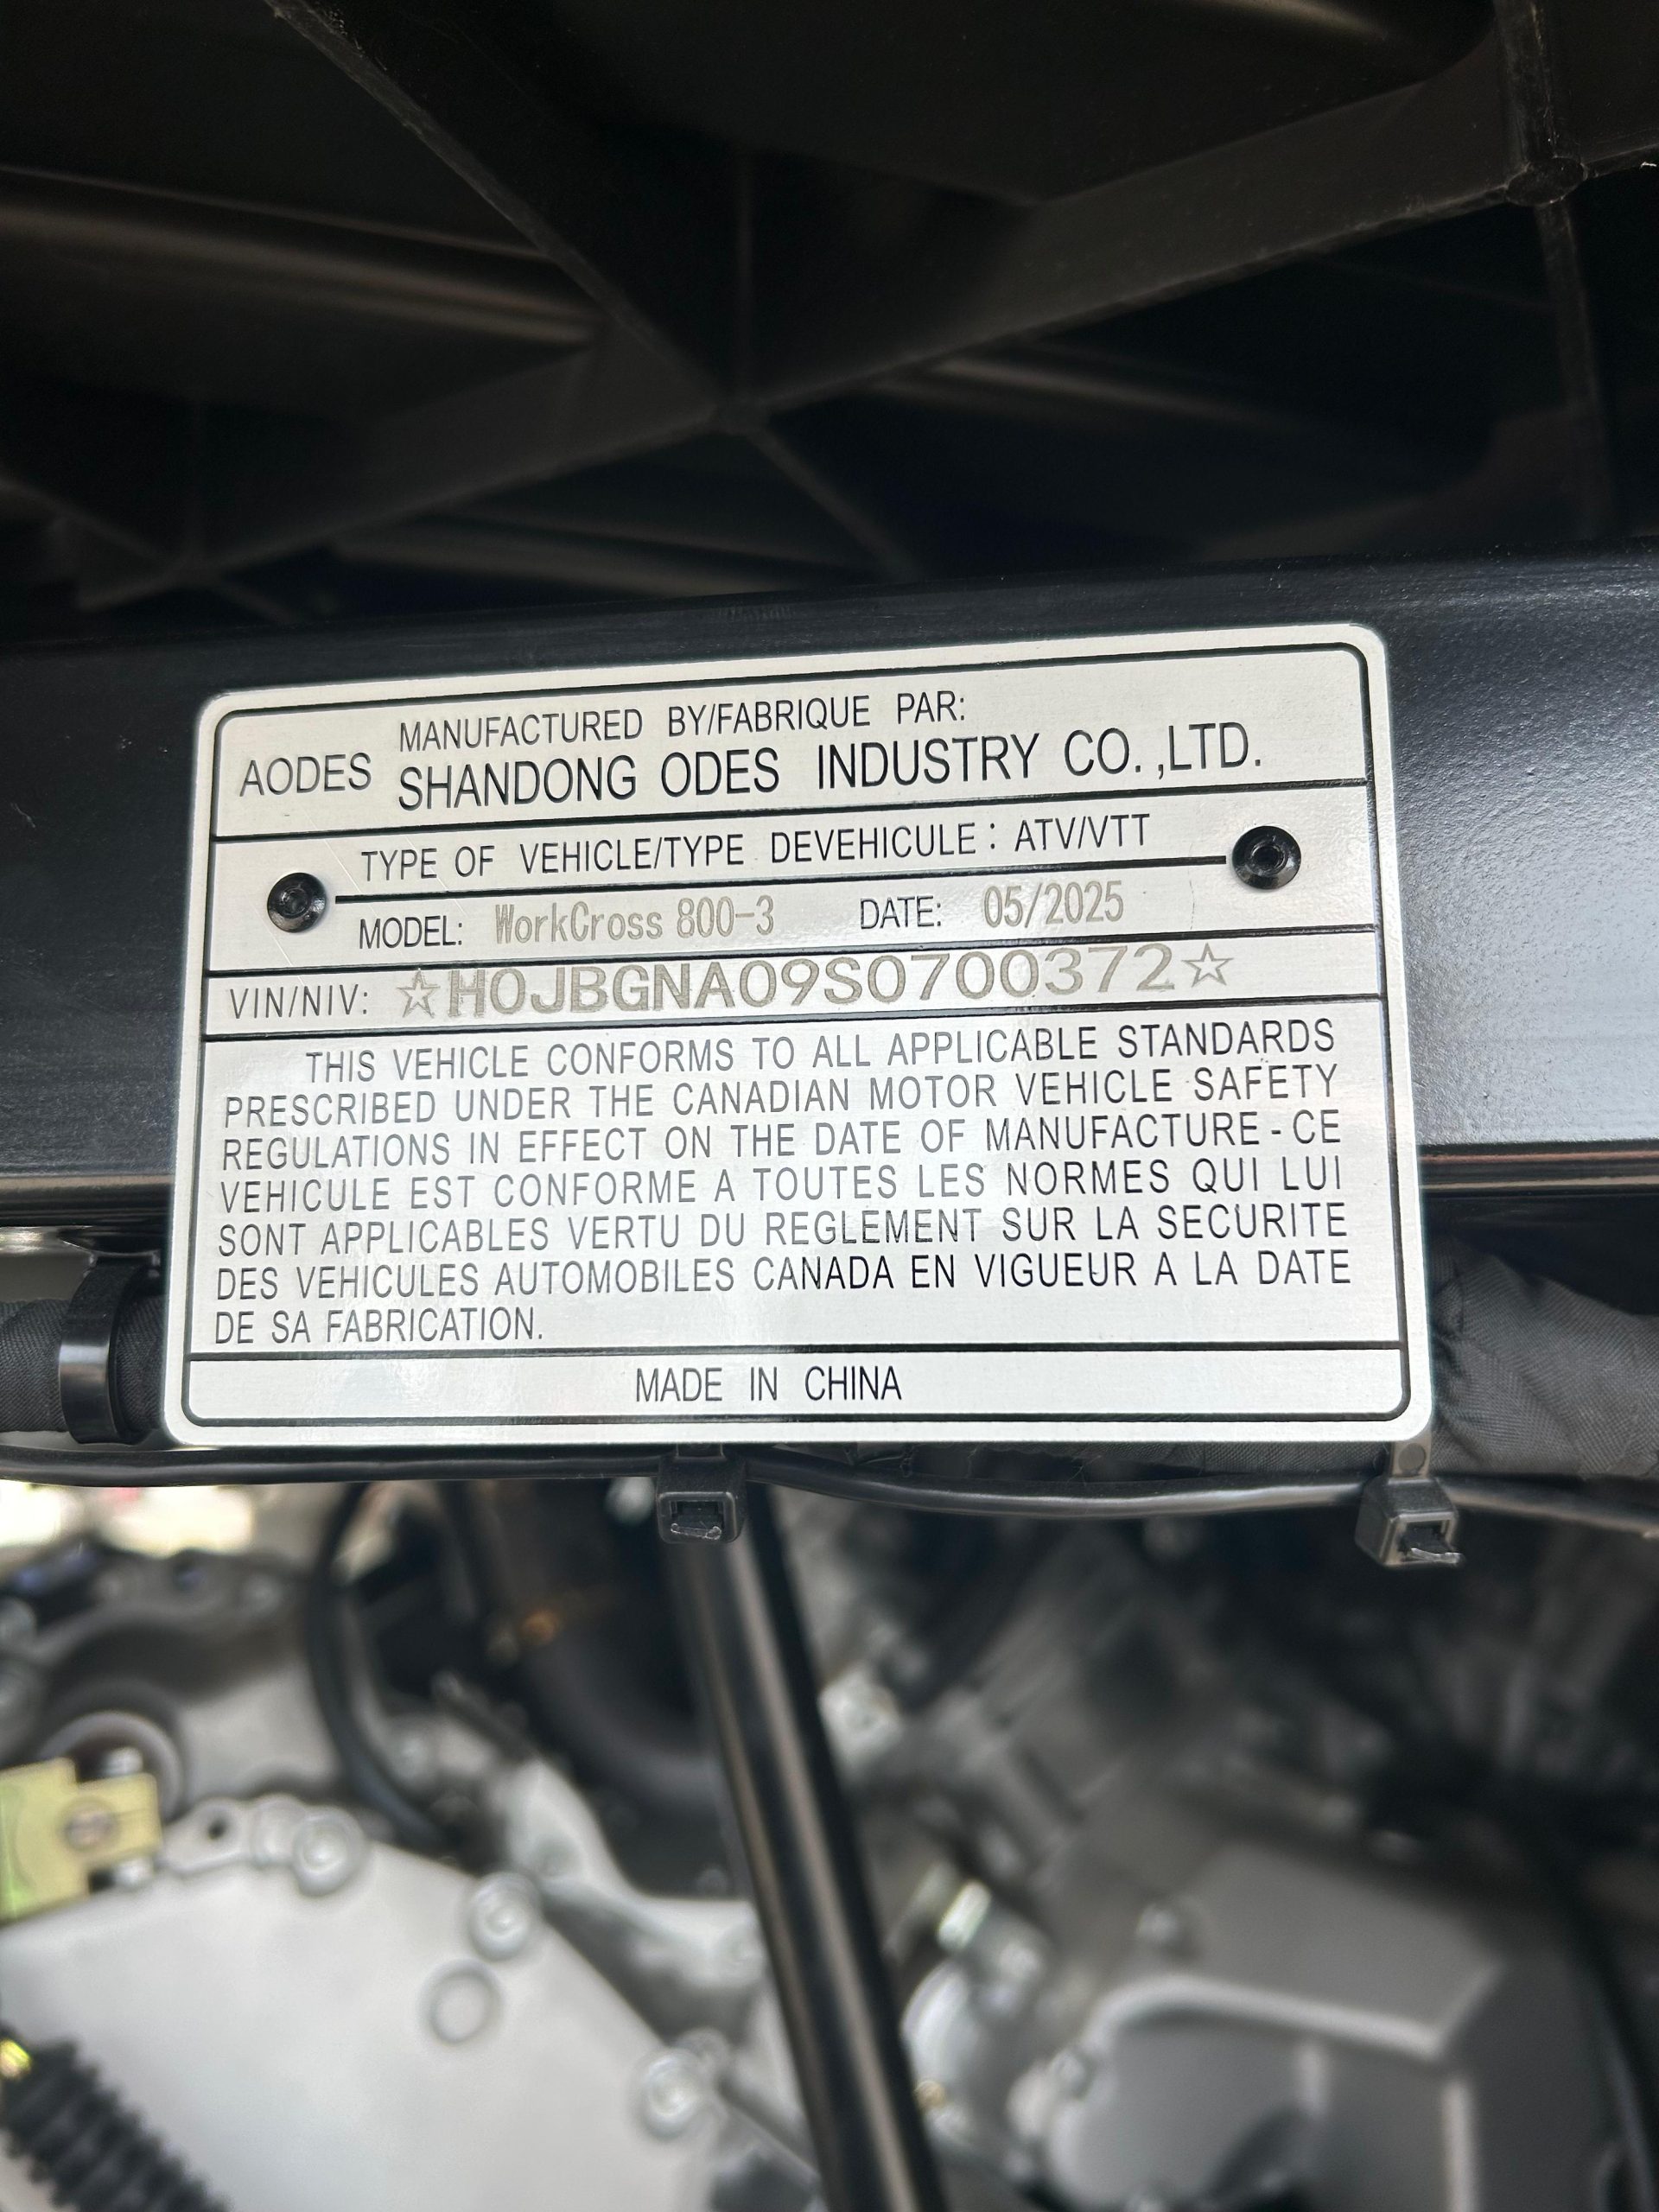 MANUFACTURED BY/FABRIQUE PAR:
AODES SHANDONG ODES INDUSTRY CO.,LTD.
TYPE OF VEHICLE/TYPE DEVEHICULE: ATV/VTT
MODEL: WorkCross 800-3 DATE: 05/2025
VIN/NIV: ☆H0JBGNA09S0700372☆
THIS VEHICLE CONFORMS TO ALL APPLICABLE STANDARDS
PRESCRIBED UNDER THE CANADIAN MOTOR VEHICLE SAFETY
REGULATIONS IN EFFECT ON THE DATE OF MANUFACTURE-CE
VEHICULE EST CONFORME A TOUTES LES NORMES QUI LUI
SONT APPLICABLES VERTU DU REGLEMENT SUR LA SECURITE
DES VEHICULES AUTOMOBILES CANADA EN VIGUEUR A LA DATE
DE SA FABRICATION.
MADE IN CHINA